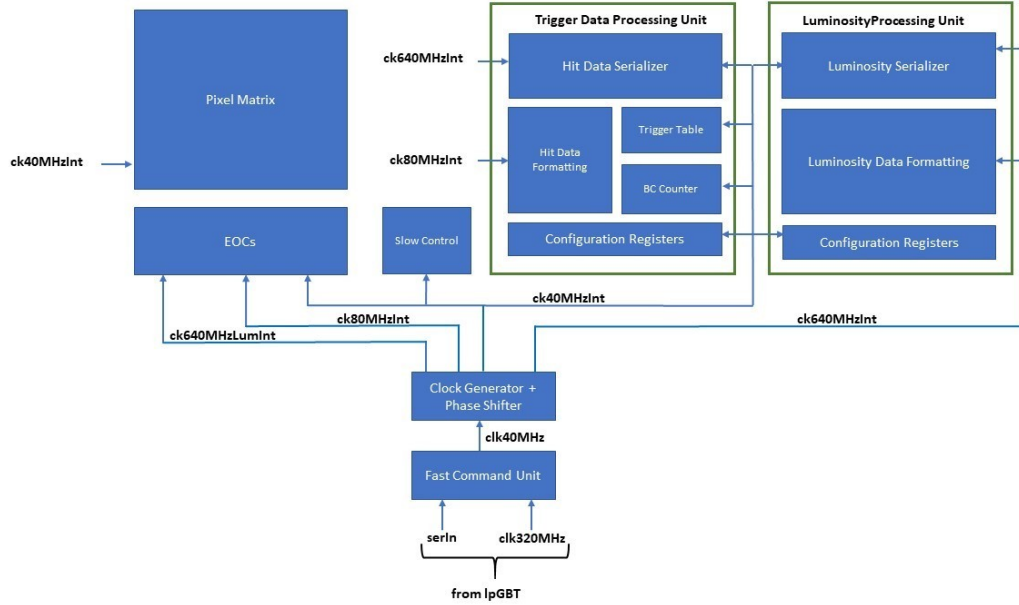 Trigger Data Processing Unit
LuminosityProcessing Unit
ck640MHzInt
Hit Data Serializer
Luminosity Serializer
Pixel Matrix
Trigger Table
ck40MHzInt
ck80MHzInt
Hit Data
Formatting
Luminosity Data Formatting
BC Counter
EOCs
Slow Control
Configuration Registers
Configuration Registers
ck40MHzInt
ck80MHzInt
ck640MHzInt
ck640MHzLumInt
Clock Generator +
Phase Shifter
clk40MHz
Fast Command Unit
serIn
clk320MHz
from lpGBT